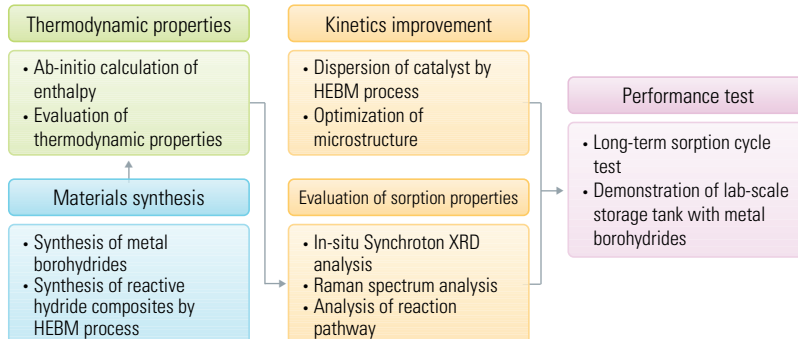 Thermodynamic properties
• Ab-initio calculation of
enthalpy
• Evaluation of
thermodynamic properties
Materials synthesis
• Synthesis of metal
borohydrides
• Synthesis of reactive
hydride composites by
HEBM process
Kinetics improvement
• Dispersion of catalyst by
HEBM process
• Optimization of
microstructure
Evaluation of sorption properties
• In-situ Synchroton XRD
analysis
• Raman spectrum analysis
• Analysis of reaction
pathway
Performance test
• Long-term sorption cycle
test
• Demonstration of lab-scale
storage tank with metal
borohydrides